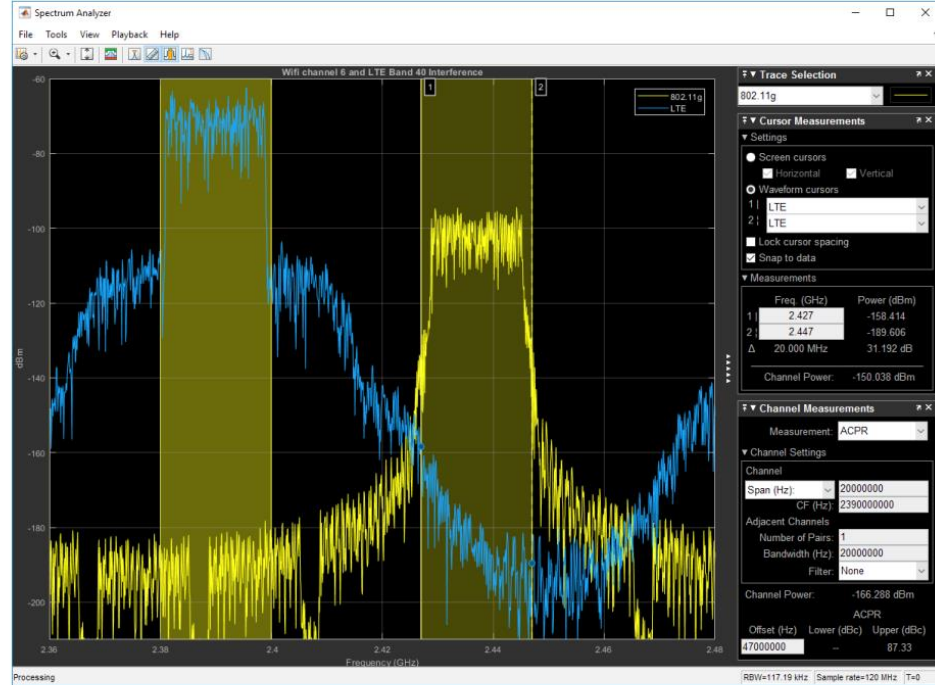 Spectrum Analyzer
File Tools View Playback Help
Wifi channel 6 and LTE Band 40 Interference
1
2
802.11g
LTE
-60
-80
-100
-120
-140
-160
-180
-200
dBm
2.36
2.38
2.4
2.42
2.44
2.46
2.48
Frequency (GHz)
Trace Selection
802.11g
Cursor Measurements
Settings
Screen cursors
Horizontal Vertical
Waveform cursors
1 LTE
2 LTE
Lock cursor spacing
Snap to data
Measurements
Freq. (GHz) Power (dBm)
1 2.427 -158.414
2 2.447 -189.606
Δ 20.000 MHz 31.192 dB
Channel Power: -150.038 dBm
Channel Measurements
Measurement: ACPR
Channel Settings
Channel
Span (Hz): 20000000
CF (Hz): 2390000000
Adjacent Channels
Number of Pairs: 1
Bandwidth (Hz): 20000000
Filter: None
Channel Power: -166.288 dBm
ACPR
Offset (Hz) Lower (dBc) Upper (dBc)
47000000 -- 87.33
Processing
RBW=117.19 kHz Sample rate=120 MHz T=0